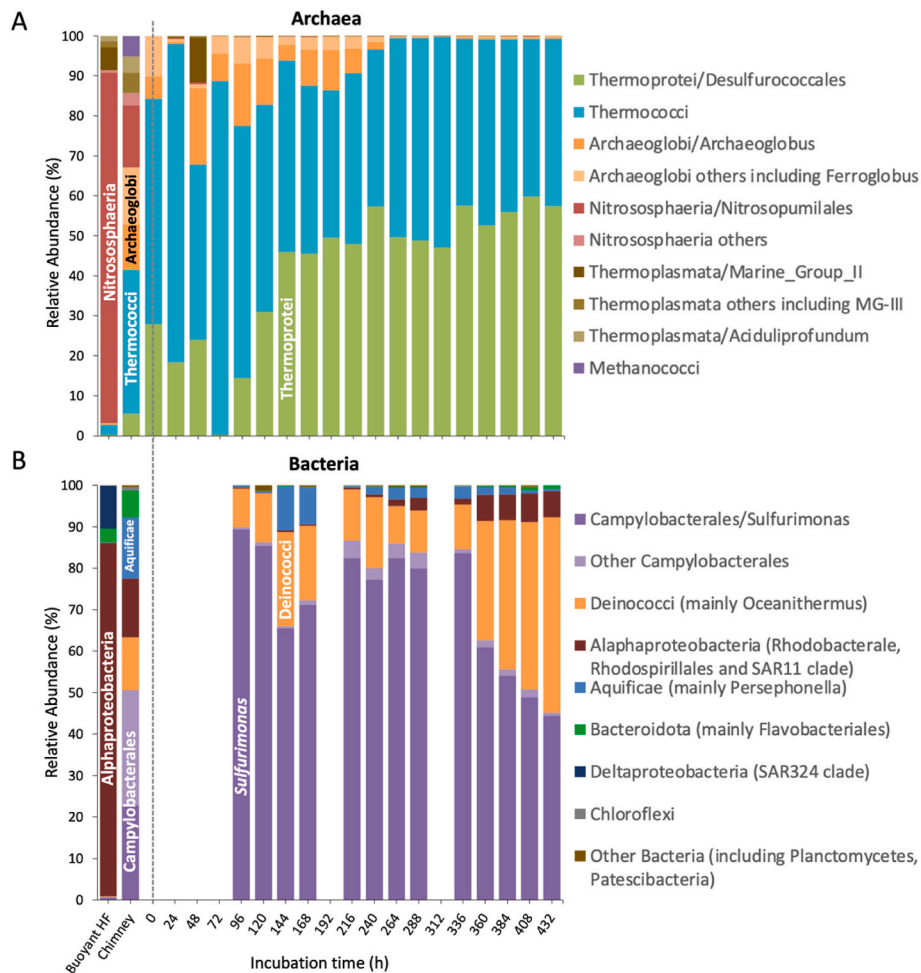 A
Archaea
Relative Abundance (%)
100
90
80
70
60
50
40
30
20
10
0
Nitrososphaeria
Archaeoglobi
Thermococci
Thermoprotei
Thermoprotei/Desulfurococcales
Thermococci
Archaeoglobi/Archaeoglobus
Archaeoglobi others including Ferroglobus
Nitrososphaeria/Nitrosopumilales
Nitrososphaeria others
Thermoplasmata/Marine_Group_II
Thermoplasmata others including MG-III
Thermoplasmata/Aciduliprofundum
Methanococci
B
Bacteria
Relative Abundance (%)
100
90
80
70
60
50
40
30
20
10
0
Alphaproteobacteria
Aquificae
Campylobacterales
Sulfurimonas
Deinococci
Campylobacterales/Sulfurimonas
Other Campylobacterales
Deinococci (mainly Oceanithermus)
Alaphaproteobacteria (Rhodobacterale,
Rhodospirillales and SAR11 clade)
Aquificae (mainly Persephonella)
Bacteroidota (mainly Flavobacteriales)
Deltaproteobacteria (SAR324 clade)
Chloroflexi
Other Bacteria (including Planctomycetes,
Patescibacteria)
Buoyant HF
Chimney
0
24
48
72
96
120
144
168
192
216
240
264
288
312
336
360
384
408
432
Incubation time (h)